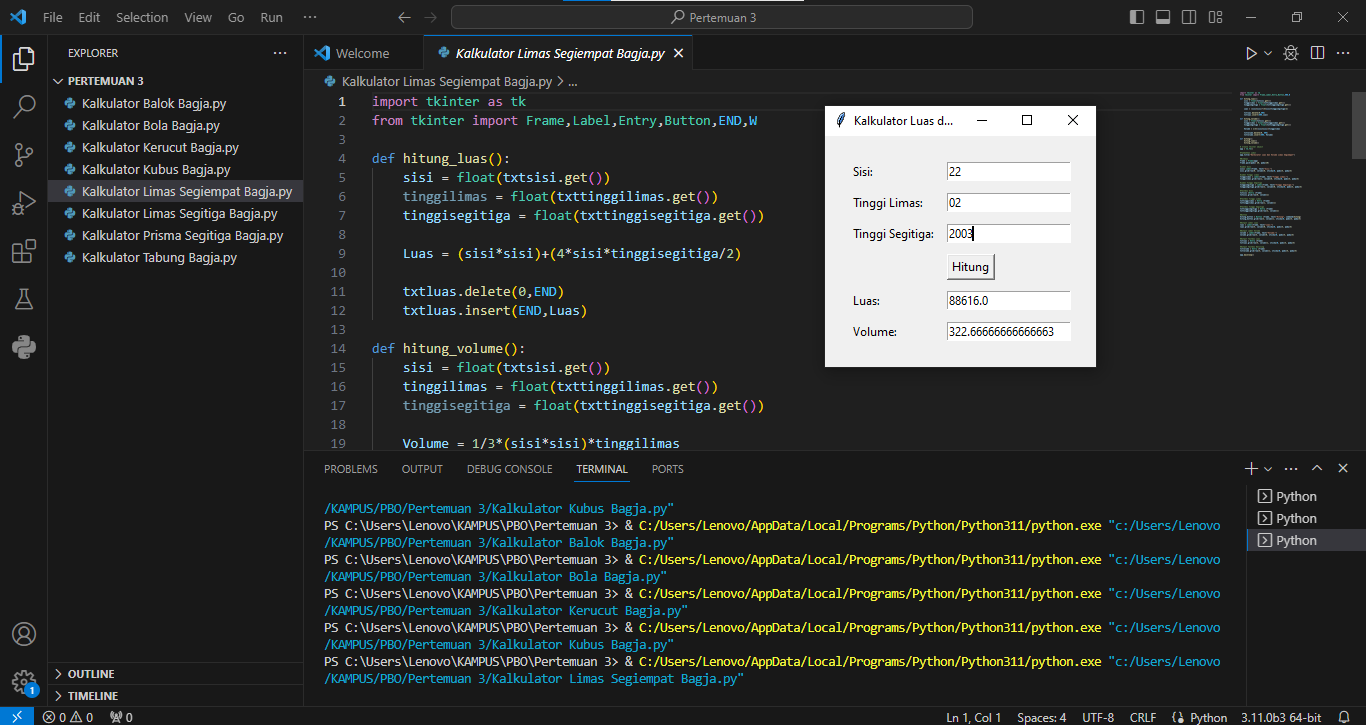 File Edit Selection View Go Run ··· Pertemuan 3
EXPLORER ···
PERTEMUAN 3
Kalkulator Balok Bagja.py
Kalkulator Bola Bagja.py
Kalkulator Kerucut Bagja.py
Kalkulator Kubus Bagja.py
Kalkulator Limas Segiempat Bagja.py
Kalkulator Limas Segitiga Bagja.py
Kalkulator Prisma Segitiga Bagja.py
Kalkulator Tabung Bagja.py
OUTLINE
TIMELINE
1
Welcome Kalkulator Limas Segiempat Bagja.py
Kalkulator Limas Segiempat Bagja.py > ...
1 import tkinter as tk
2 from tkinter import Frame,Label,Entry,Button,END,W
3
4 def hitung_luas():
5 sisi = float(txtsisi.get())
6 tinggilimas = float(txttinggilimas.get())
7 tinggisegitiga = float(txttinggisegitiga.get())
8
9 Luas = (sisi*sisi)+(4*sisi*tinggisegitiga/2)
10
11 txtluas.delete(0,END)
12 txtluas.insert(END,Luas)
13
14 def hitung_volume():
15 sisi = float(txtsisi.get())
16 tinggilimas = float(txttinggilimas.get())
17 tinggisegitiga = float(txttinggisegitiga.get())
18
19 Volume = 1/3*(sisi*sisi)*tinggilimas
Kalkulator Luas d...
Sisi: 22
Tinggi Limas: 02
Tinggi Segitiga: 2003
Hitung
Luas: 88616.0
Volume: 322.66666666666663
PROBLEMS OUTPUT DEBUG CONSOLE TERMINAL PORTS
/KAMPUS/PBO/Pertemuan 3/Kalkulator Kubus Bagja.py"
PS C:\Users\Lenovo\KAMPUS\PBO\Pertemuan 3> & C:/Users/Lenovo/AppData/Local/Programs/Python/Python311/python.exe "c:/Users/Lenovo
/KAMPUS/PBO/Pertemuan 3/Kalkulator Balok Bagja.py"
PS C:\Users\Lenovo\KAMPUS\PBO\Pertemuan 3> & C:/Users/Lenovo/AppData/Local/Programs/Python/Python311/python.exe "c:/Users/Lenovo
/KAMPUS/PBO/Pertemuan 3/Kalkulator Bola Bagja.py"
PS C:\Users\Lenovo\KAMPUS\PBO\Pertemuan 3> & C:/Users/Lenovo/AppData/Local/Programs/Python/Python311/python.exe "c:/Users/Lenovo
/KAMPUS/PBO/Pertemuan 3/Kalkulator Kerucut Bagja.py"
PS C:\Users\Lenovo\KAMPUS\PBO\Pertemuan 3> & C:/Users/Lenovo/AppData/Local/Programs/Python/Python311/python.exe "c:/Users/Lenovo
/KAMPUS/PBO/Pertemuan 3/Kalkulator Kubus Bagja.py"
PS C:\Users\Lenovo\KAMPUS\PBO\Pertemuan 3> & C:/Users/Lenovo/AppData/Local/Programs/Python/Python311/python.exe "c:/Users/Lenovo
/KAMPUS/PBO/Pertemuan 3/Kalkulator Limas Segiempat Bagja.py"
Python
Python
Python
0 0 0 Ln 1, Col 1 Spaces: 4 UTF-8 CRLF Python 3.11.0b3 64-bit